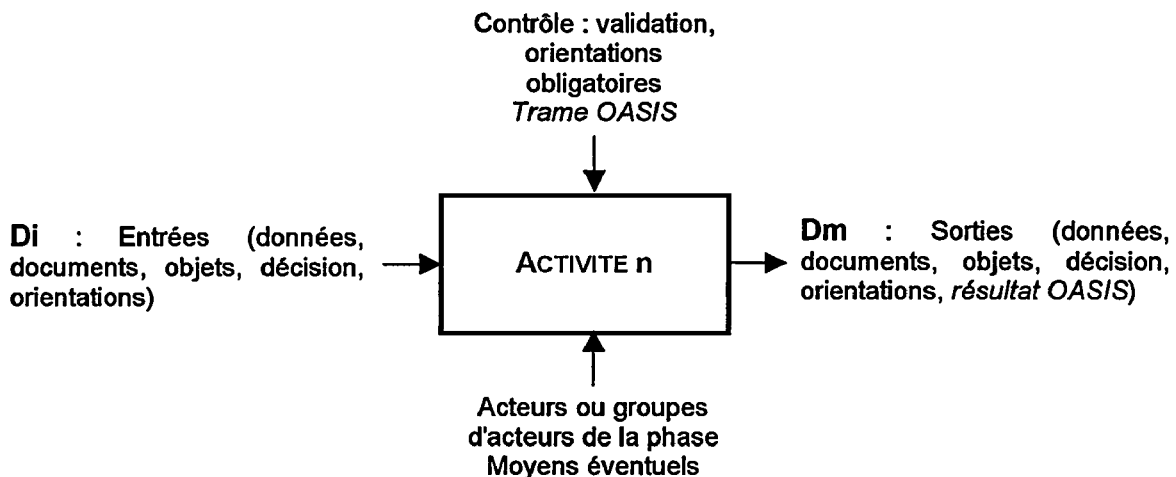 Contrôle : validation,
orientations
obligatoires
Trame OASIS
Di : Entrées (données,
documents, objets, décision,
orientations)
ACTIVITE n
Dm : Sorties (données,
documents, objets, décision,
orientations, résultat OASIS)
Acteurs ou groupes
d'acteurs de la phase
Moyens éventuels